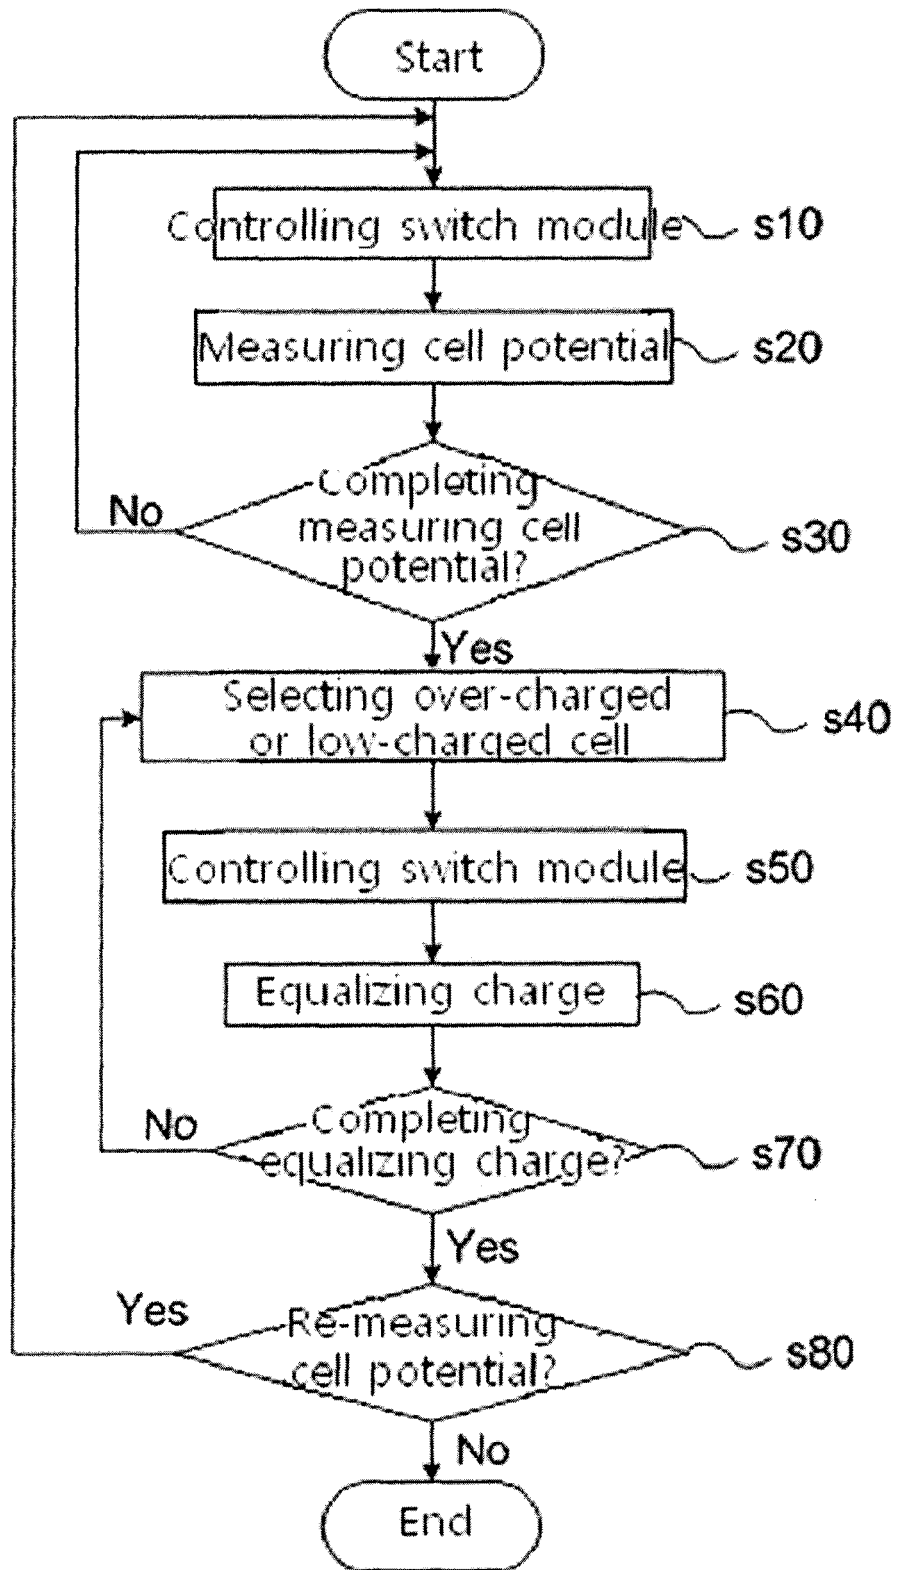 Start
Controlling switch module
s10
Measuring cell potential
s20
Completing
measuring cell
potential?
No
s30
Yes
Selecting over-charged
or low-charged cell
s40
Controlling switch module
s50
Equalizing charge
s60
Completing
equalizing charge?
No
s70
Yes
Re-measuring
cell potential?
Yes
s80
No
End